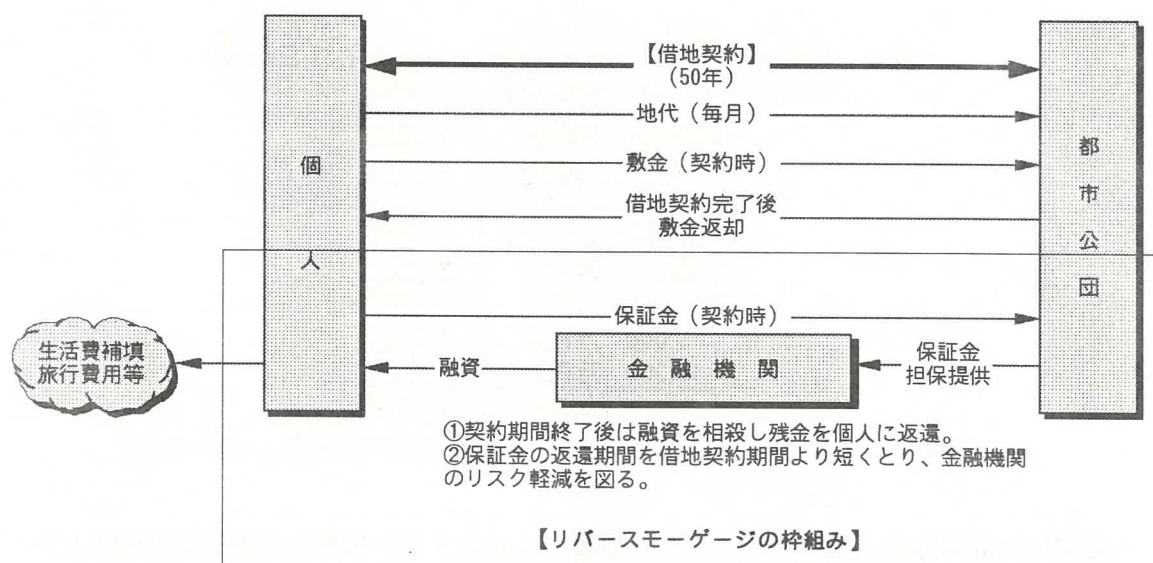 【借地契約】
（50年）
地代（毎月）
敷金（契約時）
借地契約完了後
敷金返却
個人
都市公団
保証金（契約時）
生活費補填
旅行費用等
融資
金融機関
保証金
担保提供
①契約期間終了後は融資を相殺し残金を個人に返還。
②保証金の返還期間を借地契約期間より短くとり、金融機関
のリスク軽減を図る。
【リバースモーゲージの枠組み】